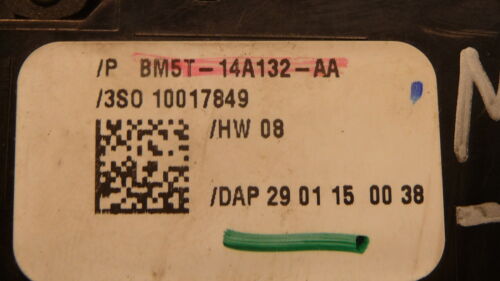 /P BM5T-14A132-AA
/3SO 10017849
/HW 08
/DAP 29 01 15 00 38